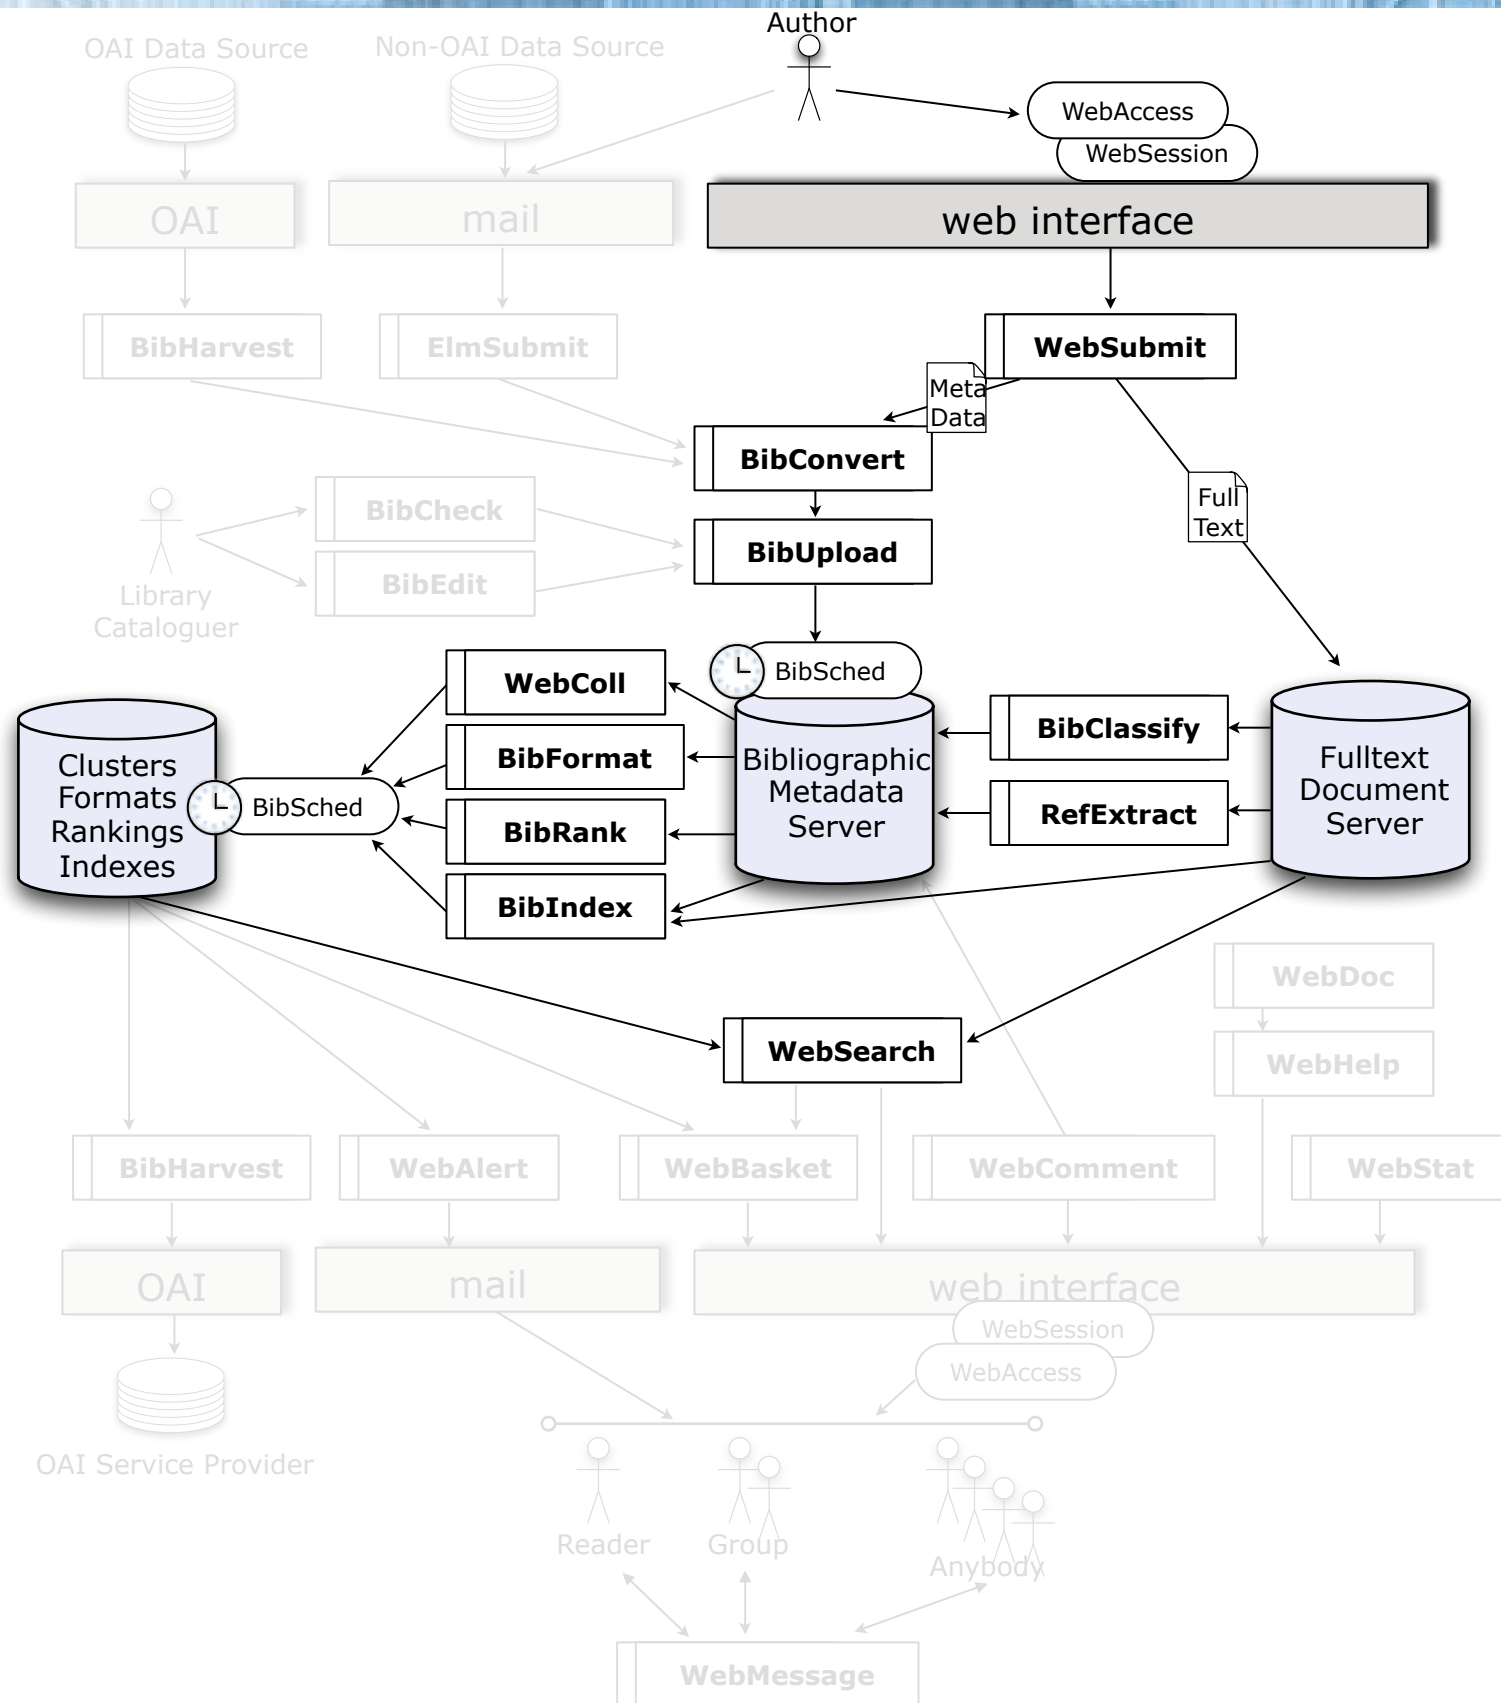 Author
OAI Data Source
Non-OAI Data Source
WebAccess
WebSession
OAI
mail
web interface
BibHarvest
ElmSubmit
WebSubmit
Meta
Data
BibConvert
Full
Text
BibCheck
BibUpload
BibEdit
Library
Cataloguer
BibSched
WebColl
BibClassify
Clusters
Formats
Rankings
Indexes
BibSched
BibFormat
Bibliographic
Metadata
Server
Fulltext
Document
Server
BibRank
RefExtract
BibIndex
WebDoc
WebSearch
WebHelp
BibHarvest
WebAlert
WebBasket
WebComment
WebStat
OAI
mail
web interface
WebSession
WebAccess
OAI Service Provider
Reader
Group
Anybody
WebMessage